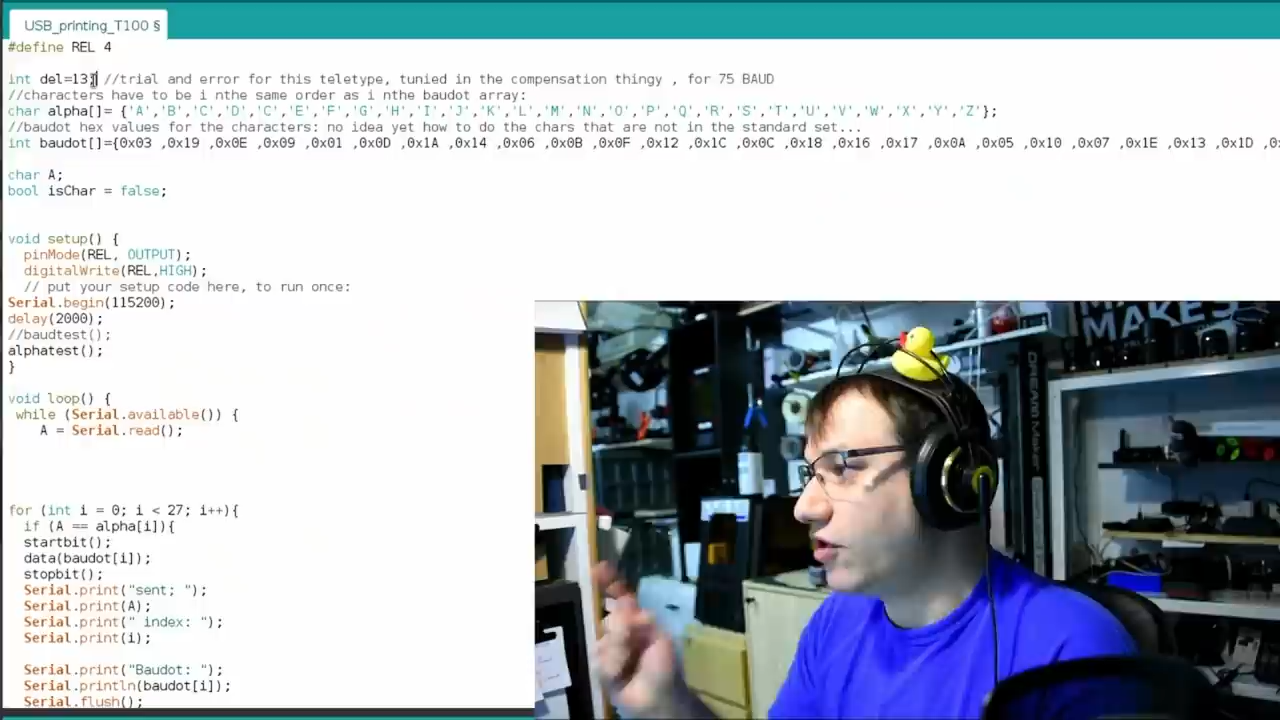 USB_printing_T100 §
#define REL 4
int del=13; //trial and error for this teletype, tunied in the compensation thingy , for 75 BAUD
//characters have to be i nthe same order as i nthe baudot array:
char alpha[]= {'A','B','C','D','C','E','F','G','H','I','J','K','L','M','N','O','P','Q','R','S','T','U','V','W','X','Y','Z'};
//baudot hex values for the characters: no idea yet how to do the chars that are not in the standard set...
int baudot[]={0x03 ,0x19 ,0x0E ,0x09 ,0x01 ,0x0D ,0x1A ,0x14 ,0x06 ,0x0B ,0x0F ,0x12 ,0x1C ,0x0C ,0x18 ,0x16 ,0x17 ,0x0A ,0x05 ,0x10 ,0x07 ,0x1E ,0x13 ,0x1D
char A;
bool isChar = false;
void setup() {
pinMode(REL, OUTPUT);
digitalWrite(REL,HIGH);
// put your setup code here, to run once:
Serial.begin(115200);
delay(2000);
//baudtest();
alphatest();
}
void loop() {
while (Serial.available()) {
A = Serial.read();
for (int i = 0; i < 27; i++){
if (A == alpha[i]){
startbit();
data(baudot[i]);
stopbit();
Serial.print("sent; ");
Serial.print(A);
Serial.print(" index: ");
Serial.print(i);
Serial.print("Baudot: ");
Serial.println(baudot[i]);
Serial.flush();
MAKES
DREAM Maker